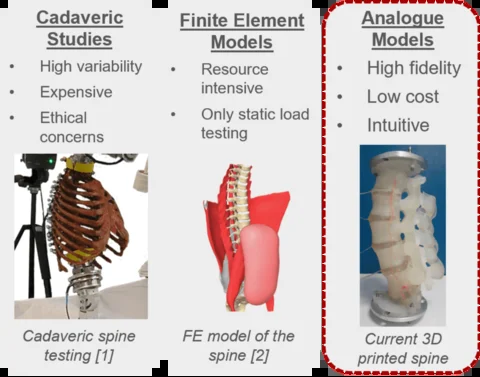 Cadaveric
Studies
• High variability
• Expensive
• Ethical
concerns
Cadaveric spine
testing [1]
Finite Element
Models
• Resource
intensive
• Only static load
testing
FE model of the
spine [2]
Analogue
Models
• High fidelity
• Low cost
• Intuitive
Current 3D
printed spine